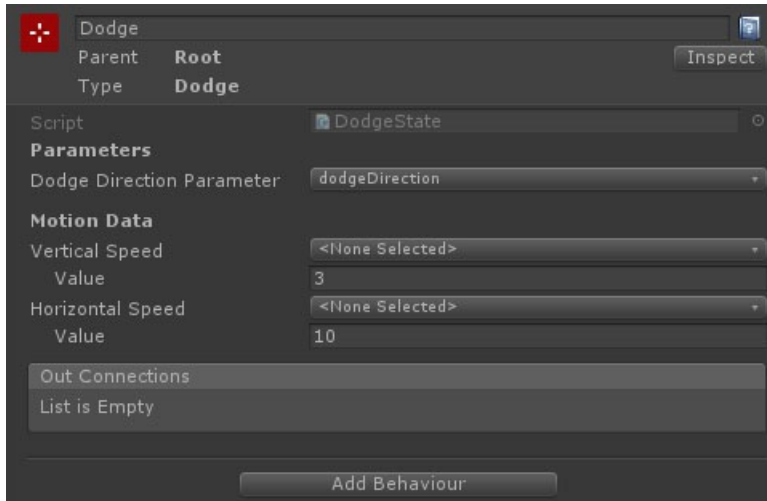 Dodge
Parent Root
Inspect
Type Dodge
Script DodgeState
Parameters
Dodge Direction Parameter dodgeDirection
Motion Data
Vertical Speed <None Selected>
Value 3
Horizontal Speed <None Selected>
Value 10
Out Connections
List is Empty
Add Behaviour